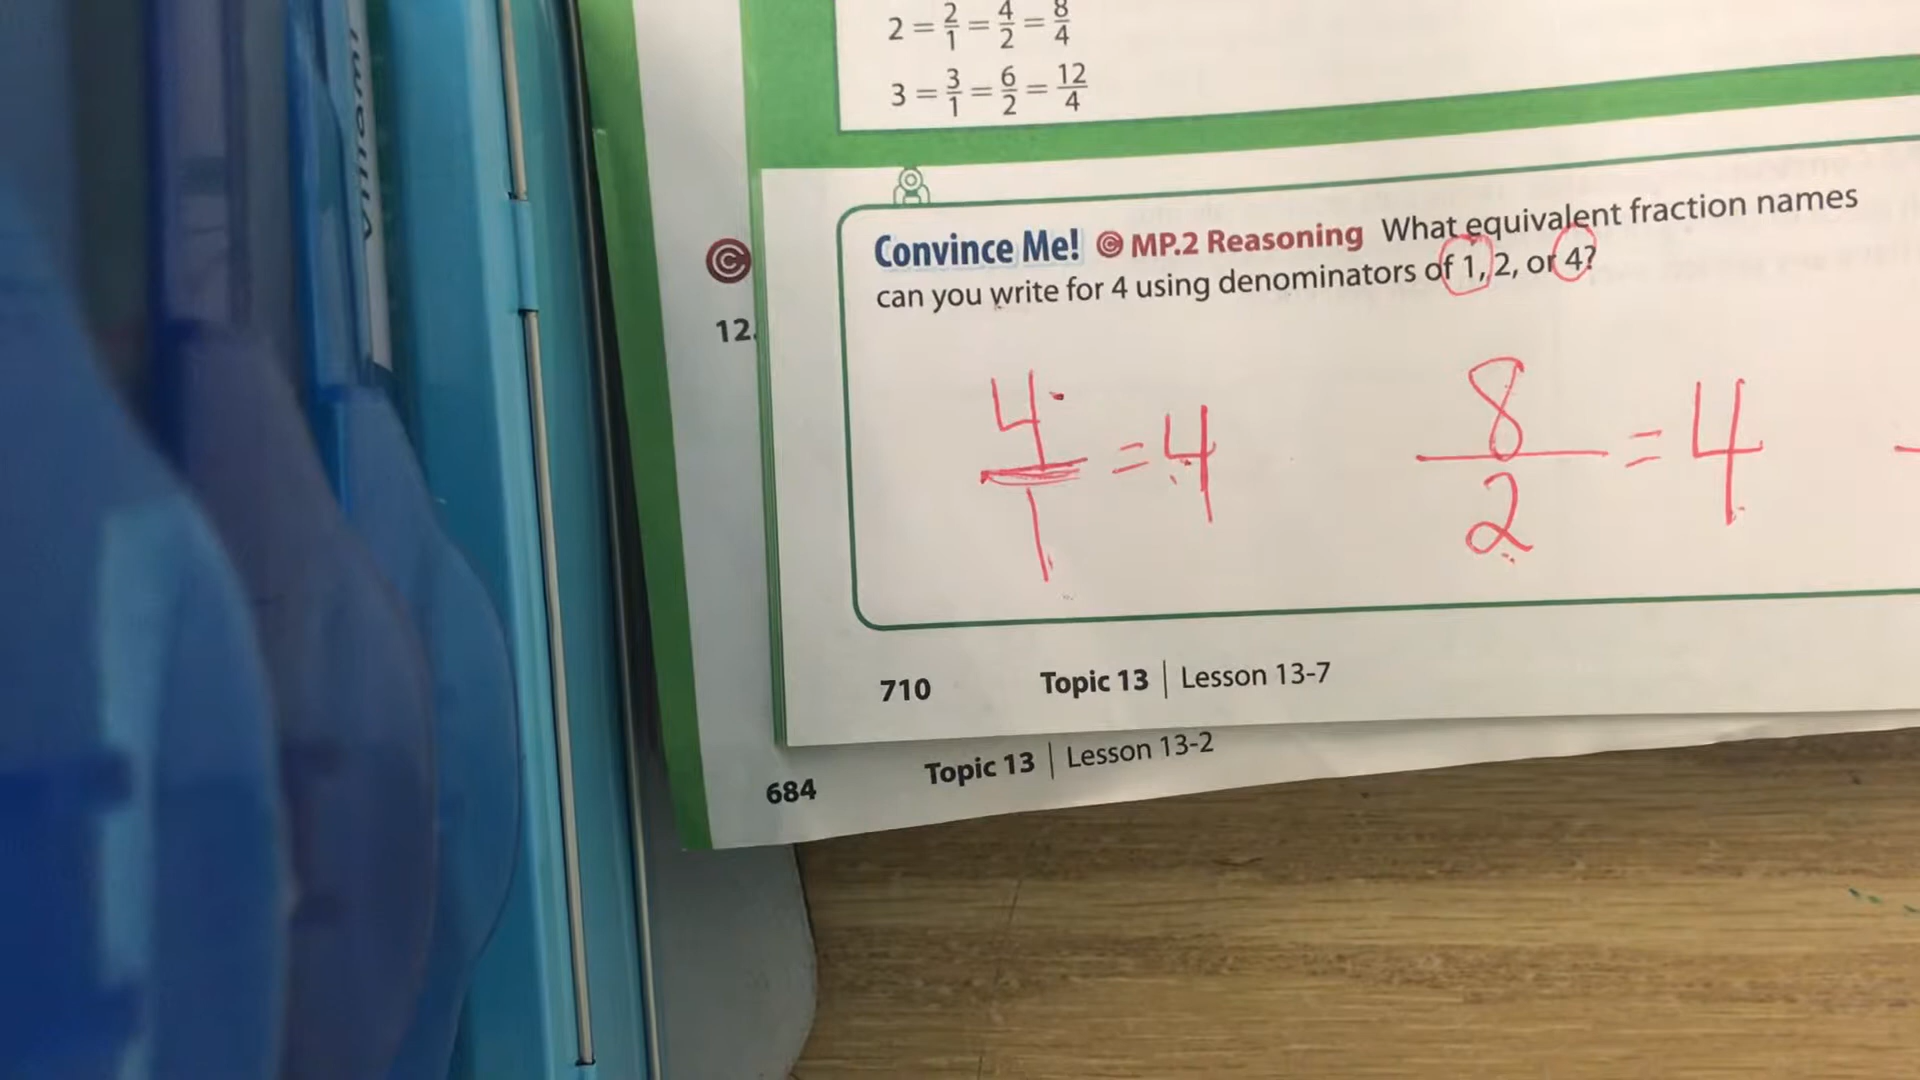 2 = 2/1 = 4/2 = 8/4
3 = 3/1 = 6/2 = 12/4
Convince Me! © MP.2 Reasoning What equivalent fraction names
can you write for 4 using denominators of 1, 2, or 4?
©
12.
4/1 = 4 8/2 = 4
710 Topic 13 | Lesson 13-7
684 Topic 13 | Lesson 13-2